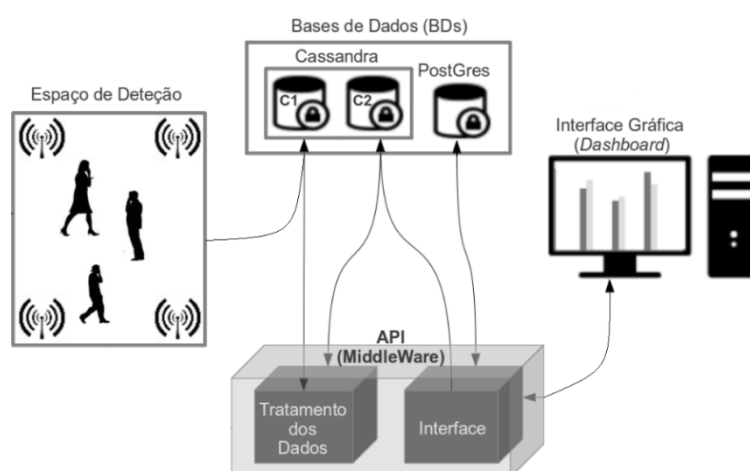 Bases de Dados (BDs)
Cassandra
PostGres
C1
C2
Espaço de Deteção
Interface Gráfica
(Dashboard)
API
(MiddleWare)
Tratamento
dos
Dados
Interface